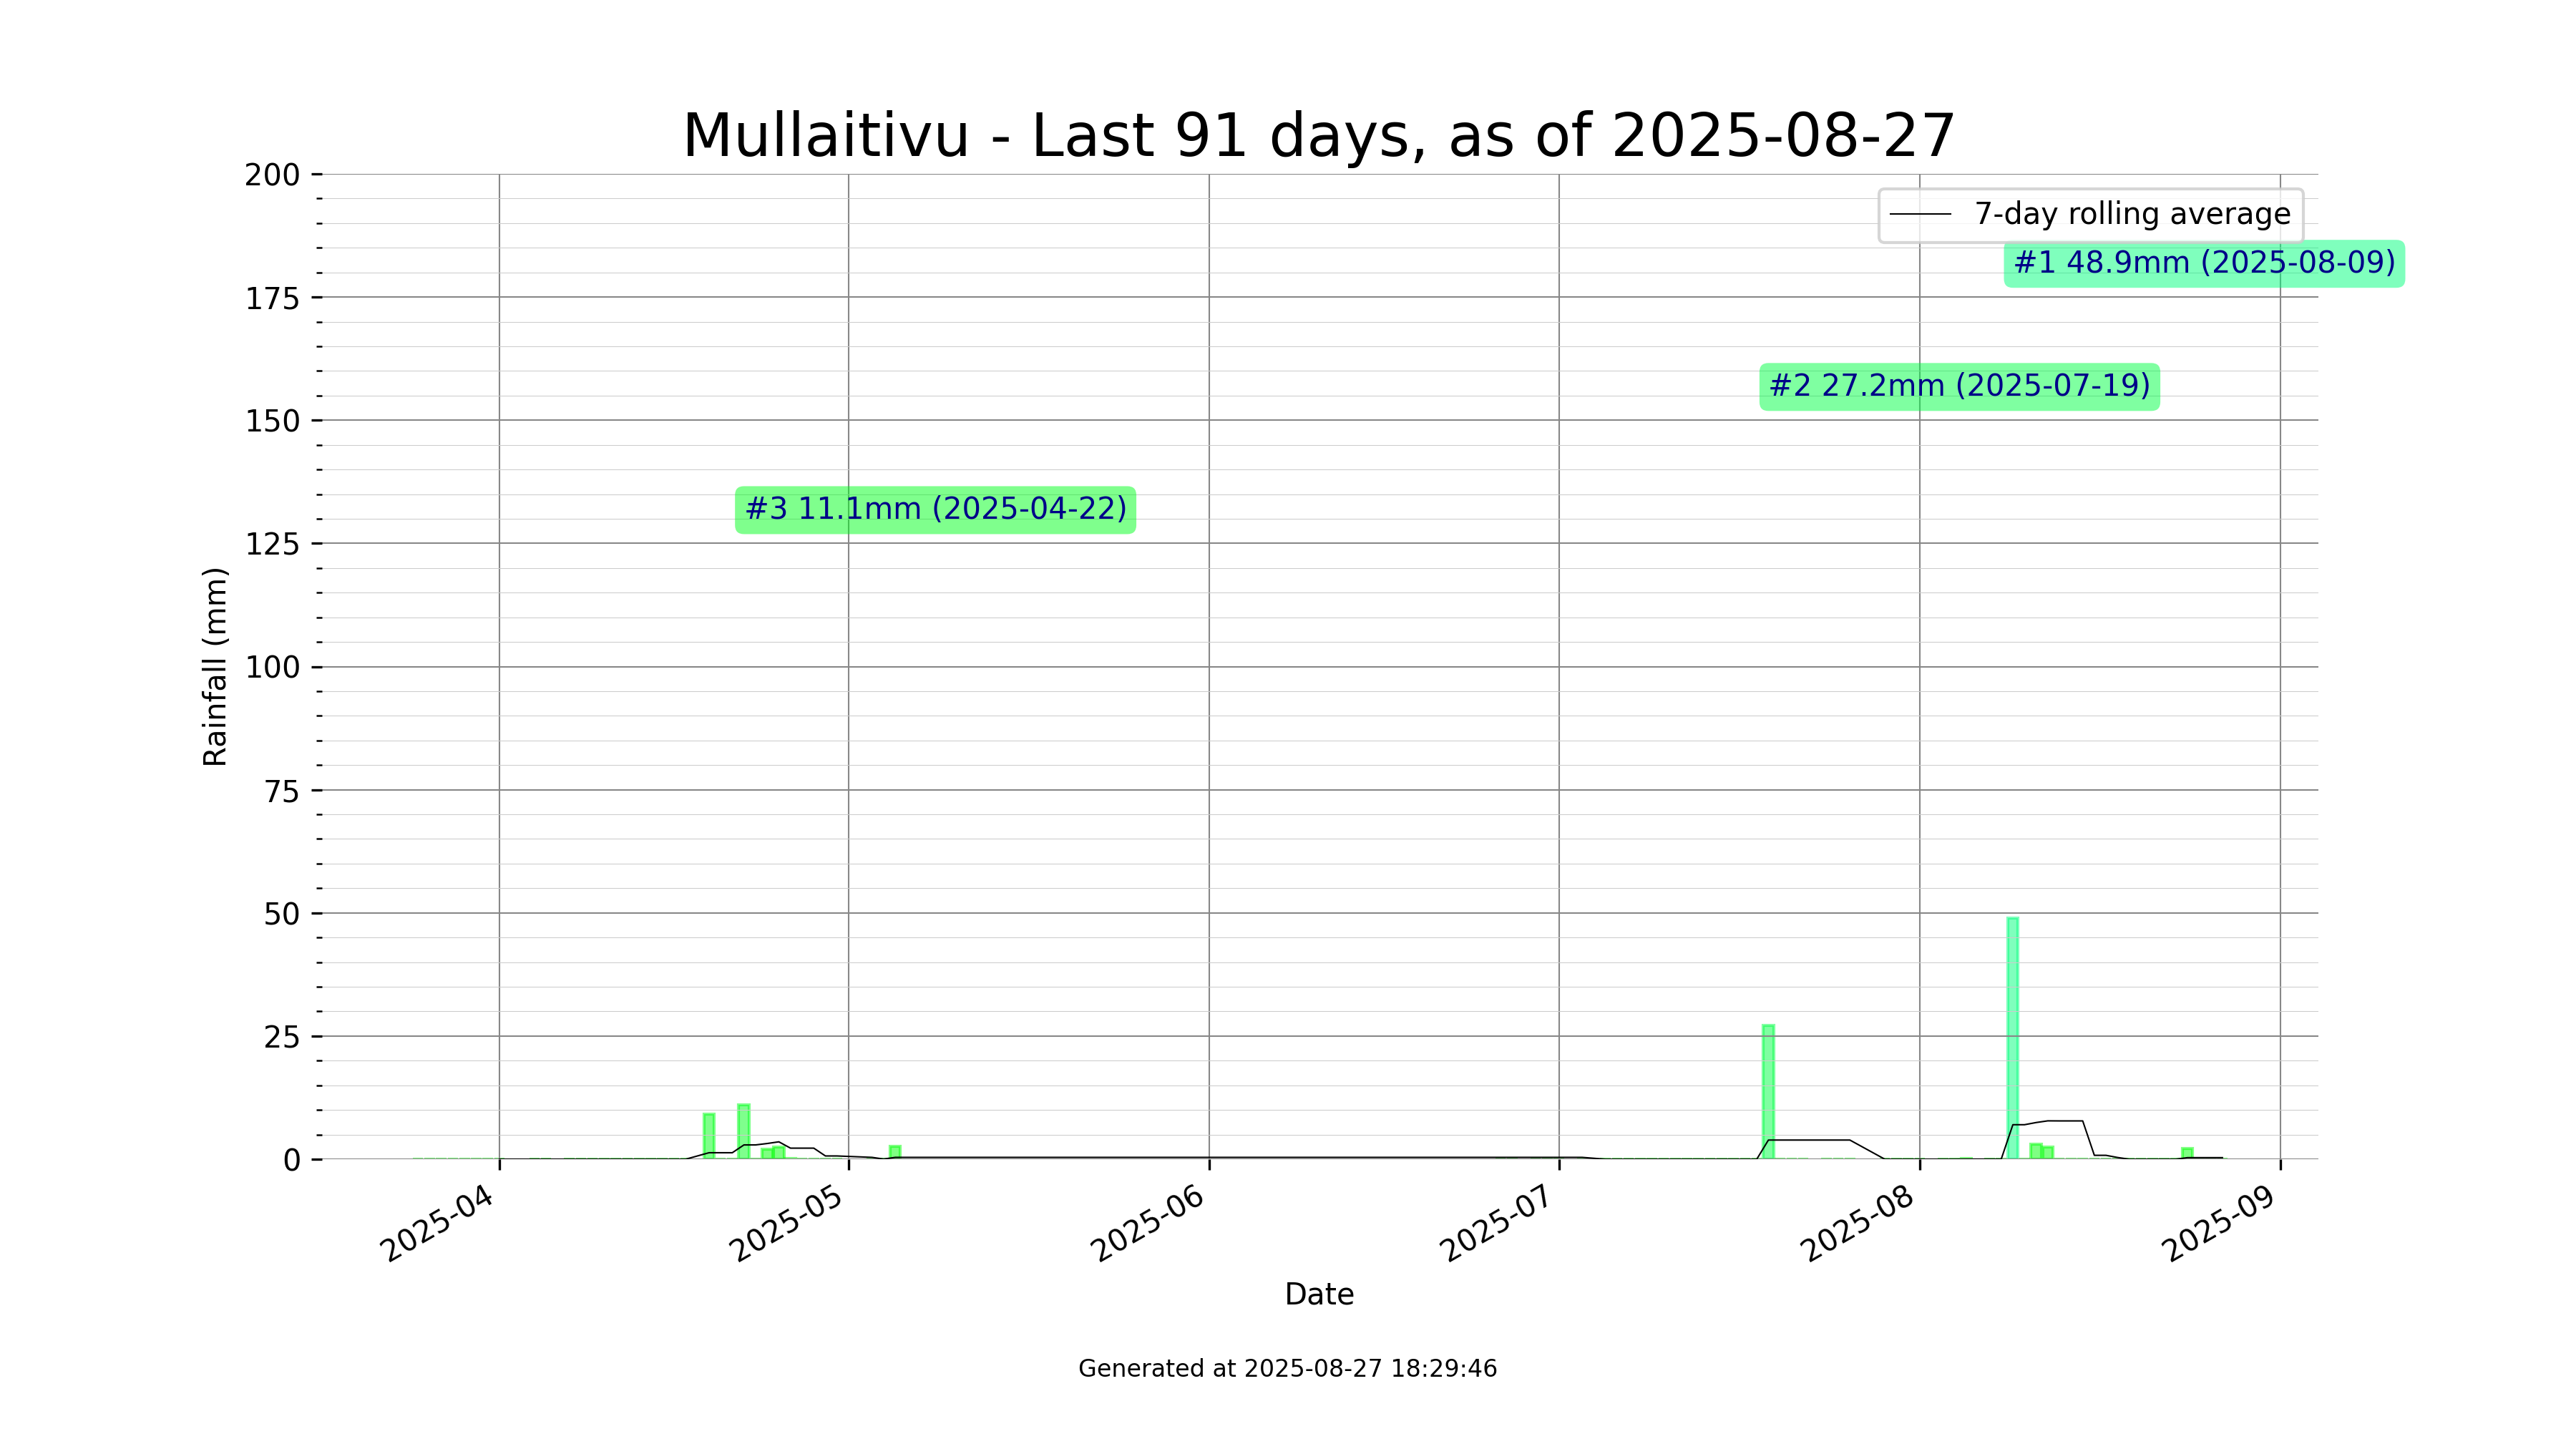 Mullaitivu - Last 91 days, as of 2025-08-27
200
175
150
125
100
75
50
25
0
Rainfall (mm)
7-day rolling average
#1 48.9mm (2025-08-09)
#2 27.2mm (2025-07-19)
#3 11.1mm (2025-04-22)
2025-04
2025-05
2025-06
2025-07
2025-08
2025-09
Date
Generated at 2025-08-27 18:29:46